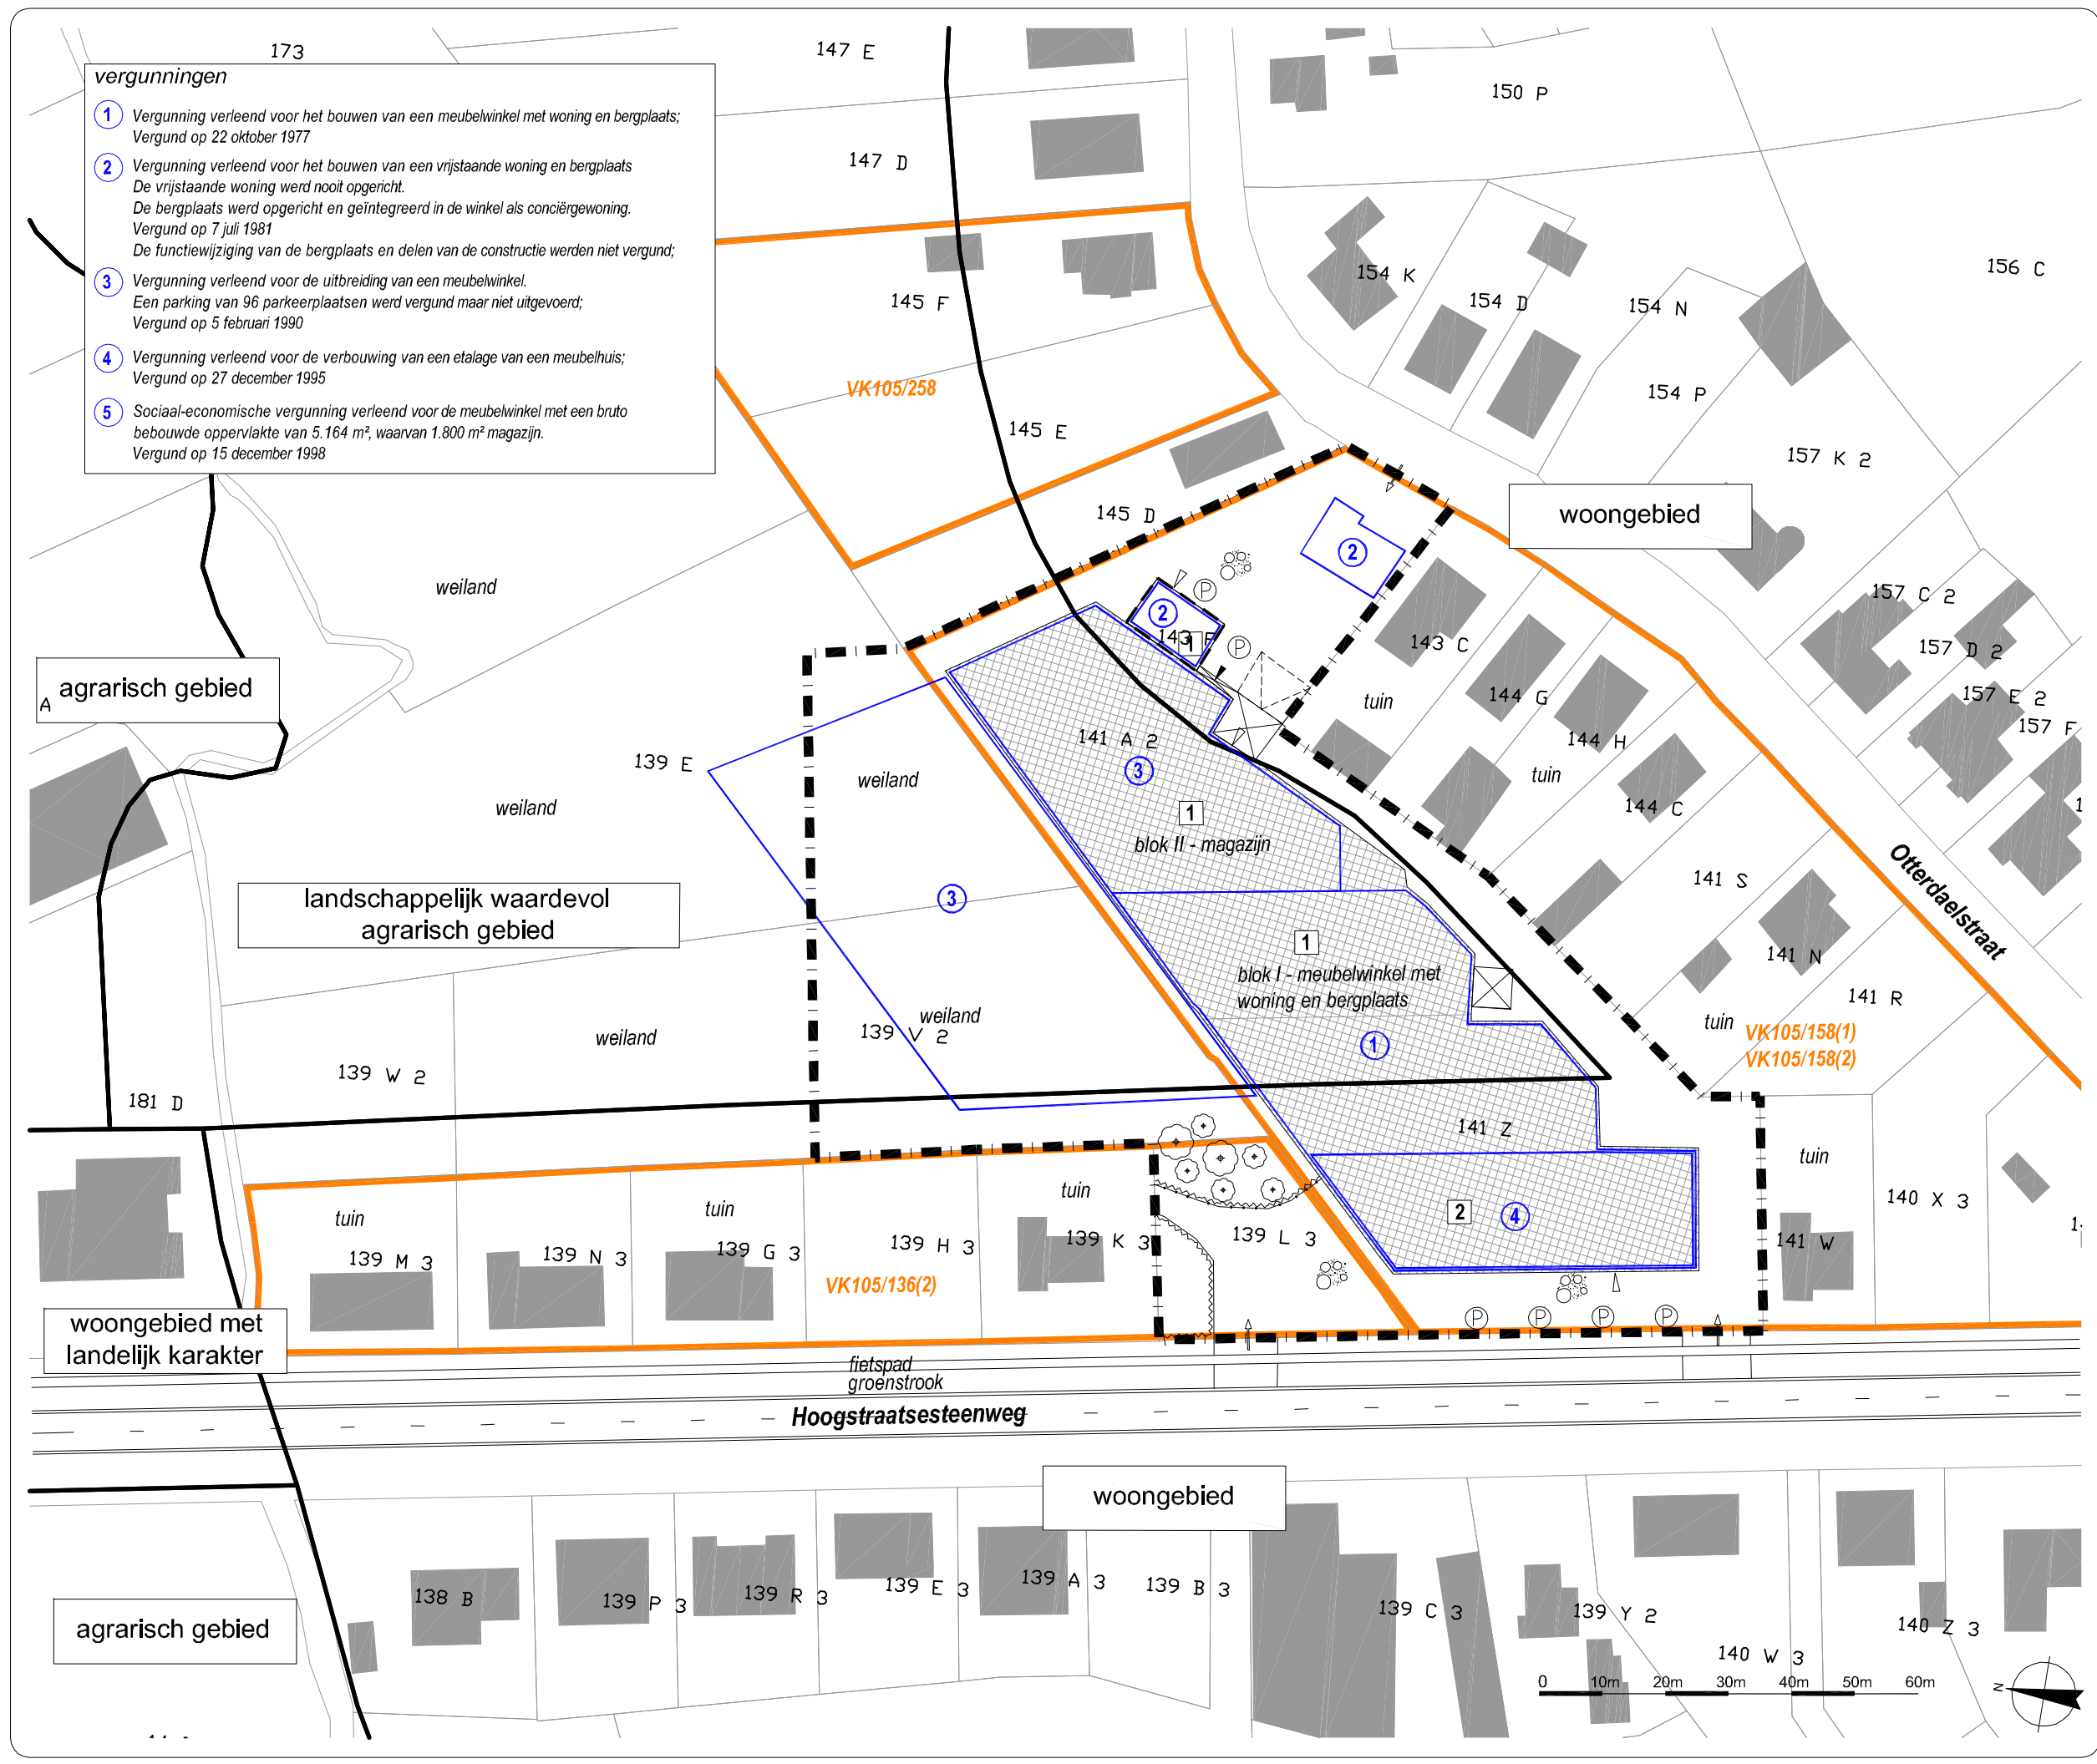 173
147 E
150 P
vergunningen
1 Vergunning verleend voor het bouwen van een meubelwinkel met woning en bergplaats;
Vergund op 22 oktober 1977
2 Vergunning verleend voor het bouwen van een vrijstaande woning en bergplaats
De vrijstaande woning werd nooit opgericht.
De bergplaats werd opgericht en geïntegreerd in de winkel als conciërgewoning.
Vergund op 7 juli 1981
De functiewijziging van de bergplaats en delen van de constructie werden niet vergund;
3 Vergunning verleend voor de uitbreiding van een meubelwinkel.
Een parking van 96 parkeerplaatsen werd vergund maar niet uitgevoerd;
Vergund op 5 februari 1990
4 Vergunning verleend voor de verbouwing van een etalage van een meubelhuis;
Vergund op 27 december 1995
5 Sociaal-economische vergunning verleend voor de meubelwinkel met een bruto
bebouwde oppervlakte van 5.164 m², waarvan 1.800 m² magazijn.
Vergund op 15 december 1998
147 D
145 F
154 K
154 D
154 N
156 C
VK105/258
154 P
145 E
157 K 2
145 D
woongebied
2
weiland
P
157 C 2
2
143 F
1
P
143 C
157 D 2
agrarisch gebied
A
tuin
144 G
157 E 2
157 F
141 A 2
144 H
139 E
3
weiland
tuin
weiland
144 C
1
1
blok II - magazijn
Otterdaelstraat
141 S
landschappelijk waardevol
agrarisch gebied
3
1
141 N
blok I - meubelwinkel met
woning en bergplaats
141 R
weiland
tuin
139 V 2
VK105/158(1)
weiland
1
VK105/158(2)
139 W 2
181 D
141 Z
tuin
tuin
tuin
tuin
140 X 3
2
4
139 M 3
139 N 3
139 G 3
139 H 3
139 K 3
139 L 3
141 W
1
VK105/136(2)
woongebied met
landelijk karakter
P
P
P
P
fietspad
groenstrook
Hoogstraatsesteenweg
woongebied
138 B
139 P 3
139 R 3
139 E 3
139 A 3
139 B 3
139 C 3
139 Y 2
140 Z 3
agrarisch gebied
140 W 3
0 10m 20m 30m 40m 50m 60m
N